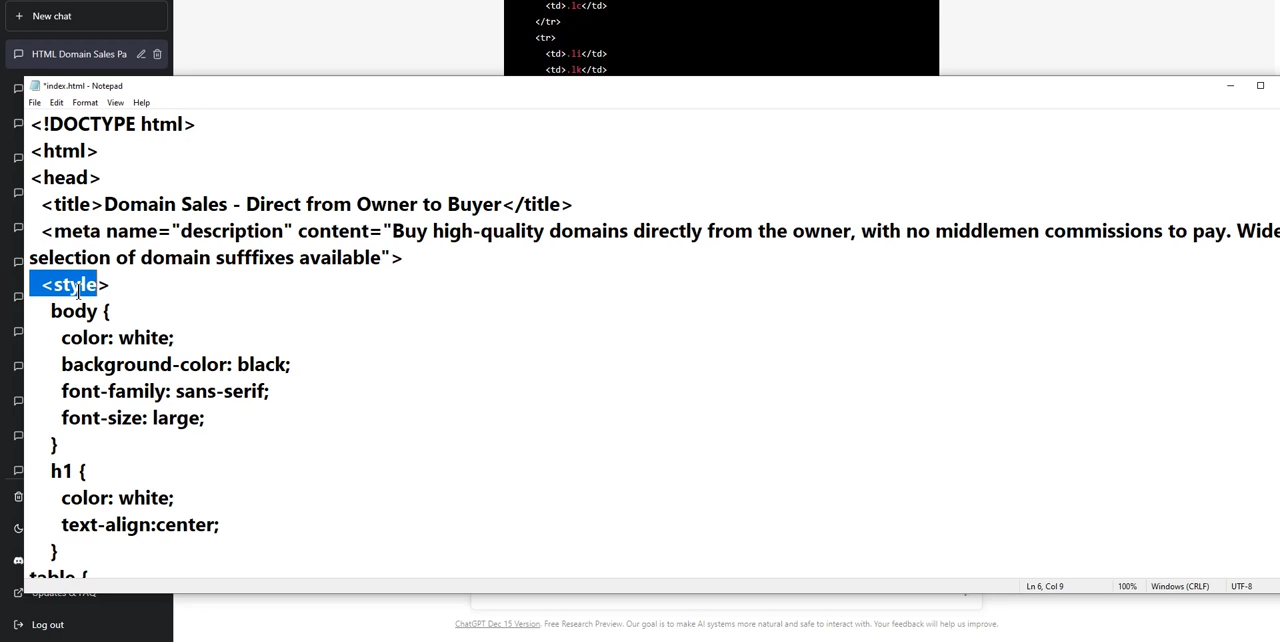 New chat
<td>.lc</td>
</tr>
<tr>
HTML Domain Sales Pa
<td>.li</td>
<td>.lk</td>
*index.html - Notepad
File Edit Format View Help
<!DOCTYPE html>
<html>
<head>
<title>Domain Sales - Direct from Owner to Buyer</title>
<meta name="description" content="Buy high-quality domains directly from the owner, with no middlemen commissions to pay. Wide
selection of domain sufffixes available">
<style>
body {
color: white;
background-color: black;
font-family: sans-serif;
font-size: large;
}
h1 {
color: white;
text-align:center;
}
table {
Ln 6, Col 9 100% Windows (CRLF) UTF-8
Updates & FAQ
Log out
ChatGPT Dec 15 Version. Free Research Preview. Our goal is to make AI systems more natural and safe to interact with. Your feedback will help us improve.